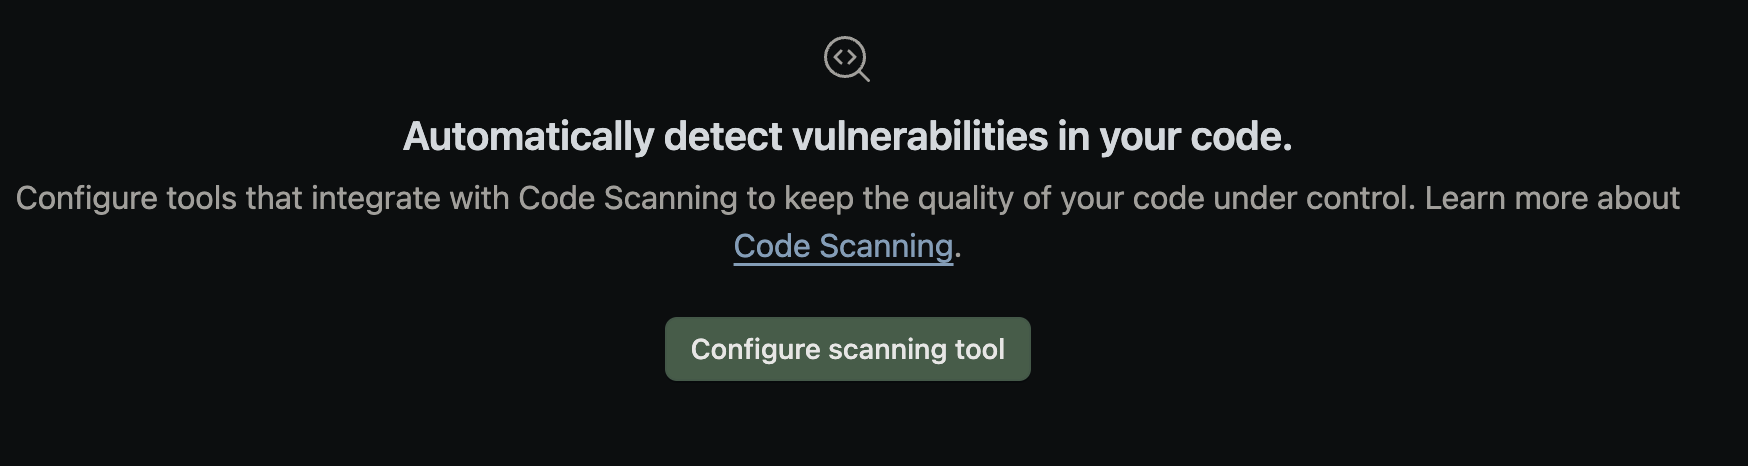 Automatically detect vulnerabilities in your code.
Configure tools that integrate with Code Scanning to keep the quality of your code under control. Learn more about
Code Scanning.
Configure scanning tool